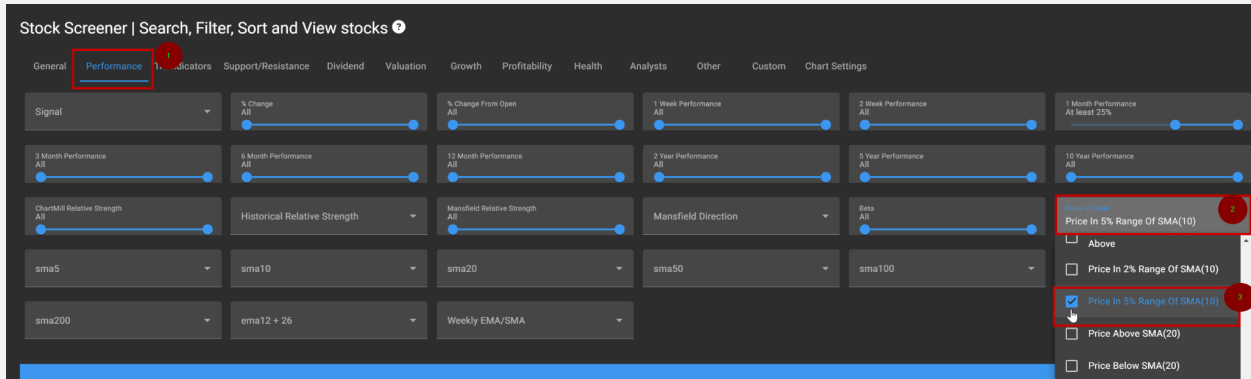 Stock Screener | Search, Filter, Sort and View stocks ?
General Performance 1 Indicators Support/Resistance Dividend Valuation Growth Profitability Health Analysts Other Custom Chart Settings
Signal
% Change
All
% Change From Open
All
1 Week Performance
All
2 Week Performance
All
1 Month Performance
At least 25%
3 Month Performance
All
6 Month Performance
All
12 Month Performance
All
2 Year Performance
All
5 Year Performance
All
10 Year Performance
All
ChartMill Relative Strength
All
Historical Relative Strength
Mansfield Relative Strength
All
Mansfield Direction
Beta
All
Price vs SMA
2
Price In 5% Range Of SMA(10)
Above
sma5
sma10
sma20
sma50
sma100
Price In 2% Range Of SMA(10)
Price In 5% Range Of SMA(10)
3
sma200
ema12 + 26
Weekly EMA/SMA
Price Above SMA(20)
Price Below SMA(20)